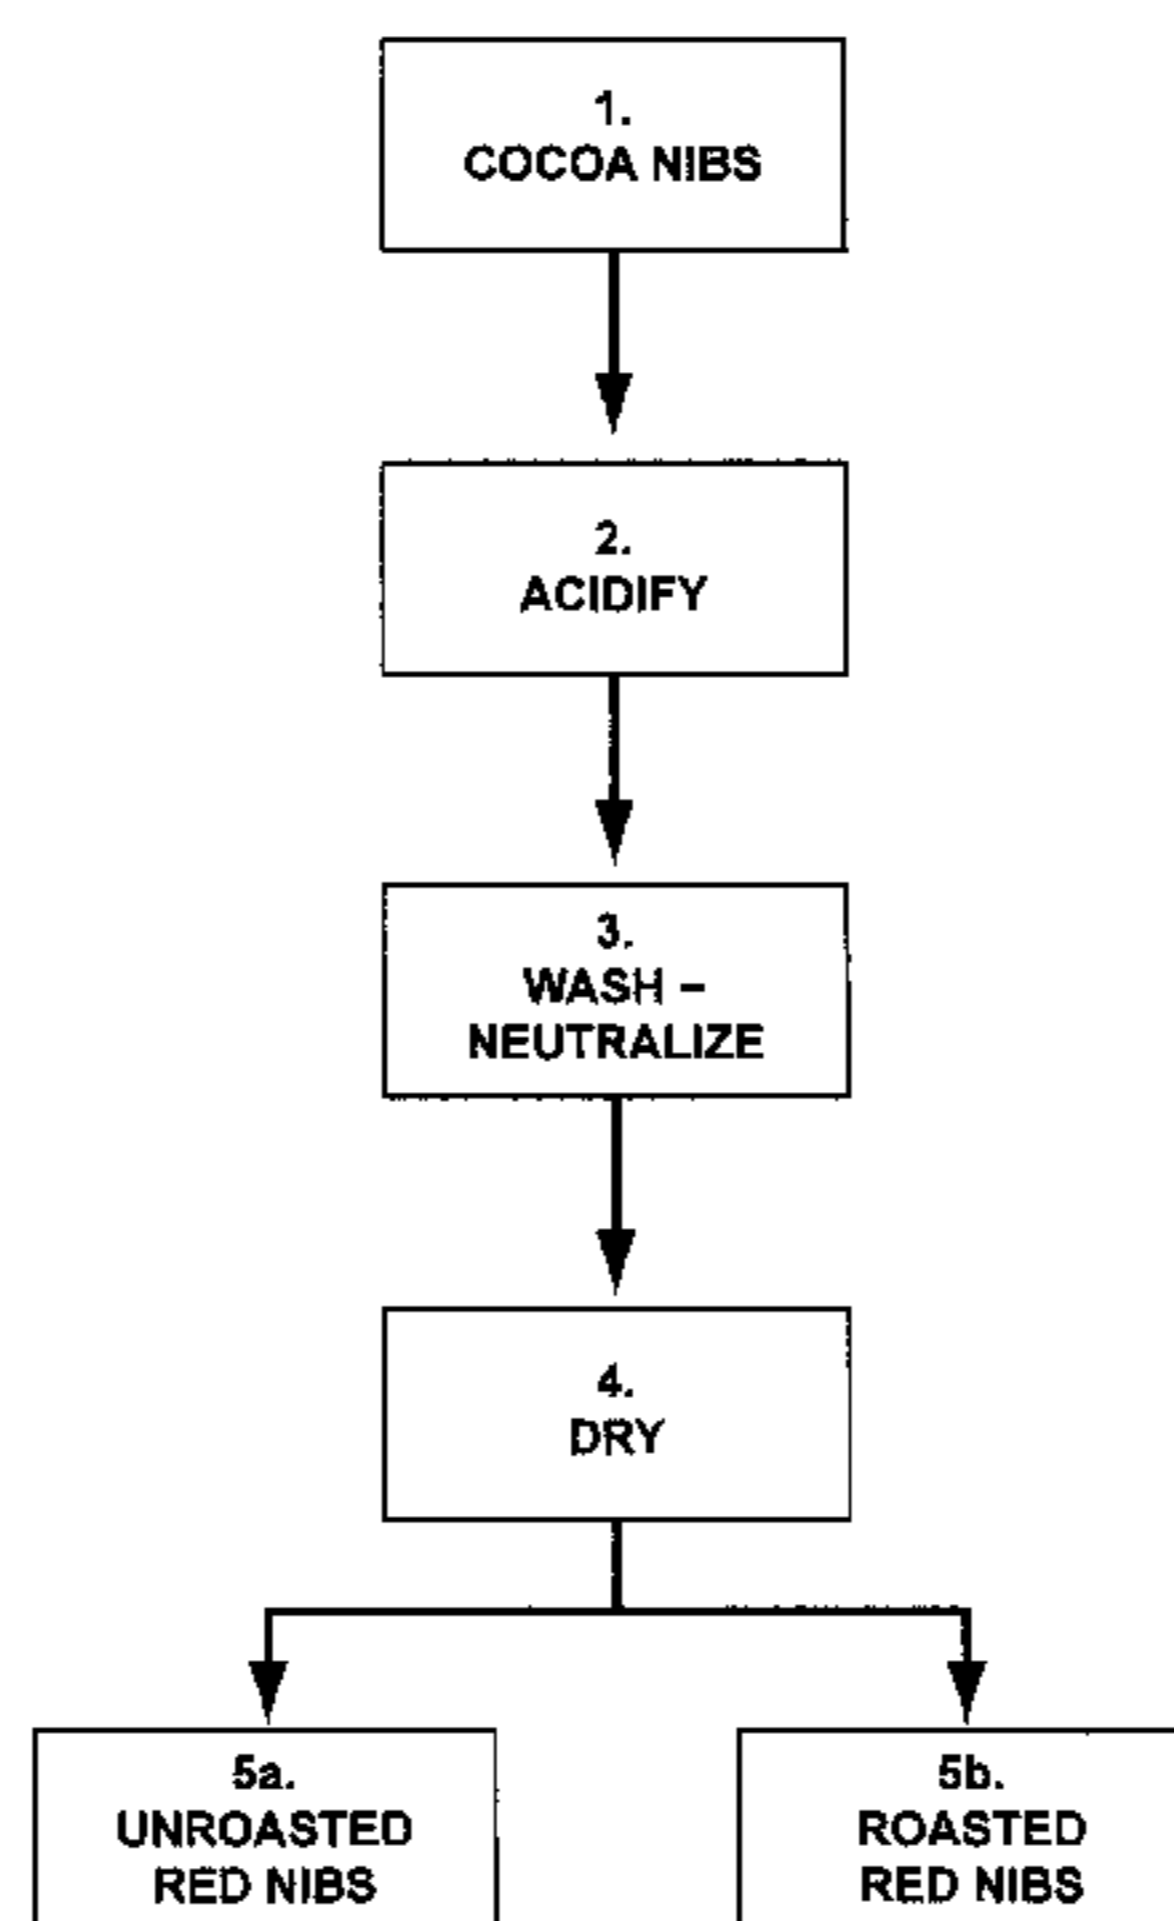 1.
COCOA NIBS
2.
ACIDIFY
3.
WASH –
NEUTRALIZE
4.
DRY
5a.
UNROASTED
RED NIBS
5b.
ROASTED
RED NIBS